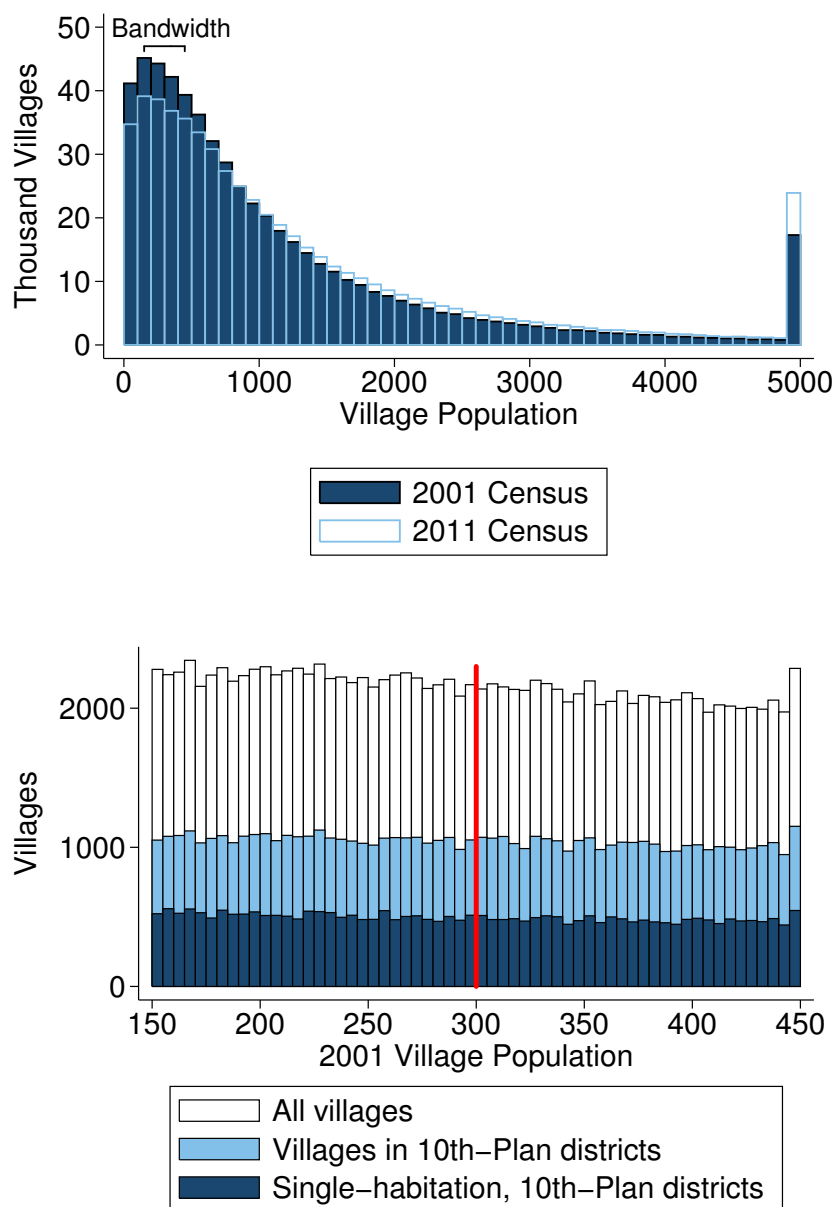 Bandwidth
50
40
30
20
10
0
Thousand Villages
0 1000 2000 3000 4000 5000
Village Population
2001 Census
2011 Census
2000
1000
0
Villages
150 200 250 300 350 400 450
2001 Village Population
All villages
Villages in 10th−Plan districts
Single−habitation, 10th−Plan districts